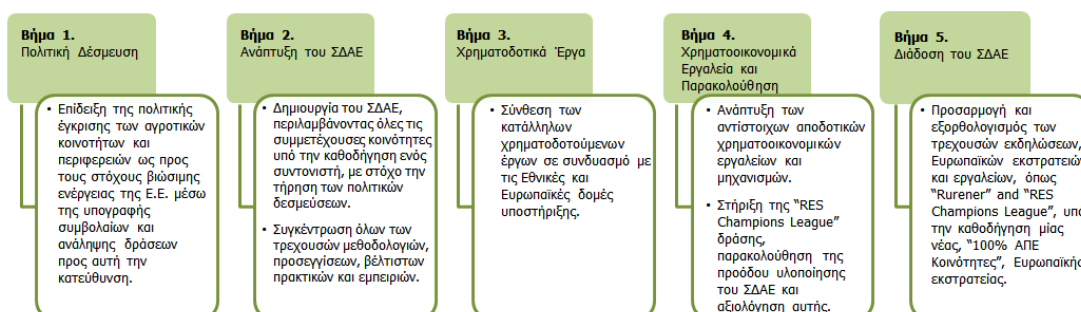 Βήμα 1.
Πολιτική Δέσμευση
• Επίδειξη της πολιτικής
έγκρισης των αγροτικών
κοινοτήτων και
περιφερειών ως προς
τους στόχους βιώσιμης
ενέργειας της Ε.Ε. μέσω
της υπογραφής
συμβολαίων και
ανάληψης δράσεων
προς αυτή την
κατεύθυνση.
Βήμα 2.
Ανάπτυξη του ΣΔΑΕ
• Δημιουργία του ΣΔΑΕ,
περιλαμβάνοντας όλες τις
συμμετέχουσες κοινότητες
υπό την καθοδήγηση ενός
συντονιστή, με στόχο την
τήρηση των πολιτικών
δεσμεύσεων.
• Συγκέντρωση όλων των
τρεχουσών μεθοδολογιών,
προσεγγίσεων, βέλτιστων
πρακτικών και εμπειριών.
Βήμα 3.
Χρηματοδοτικά Έργα
• Σύνθεση των
κατάλληλων
χρηματοδοτούμενων
έργων σε συνδυασμό με
τις Εθνικές και
Ευρωπαϊκές δομές
υποστήριξης.
Βήμα 4.
Χρηματοοικονομικά
Εργαλεία και
Παρακολούθηση
• Ανάπτυξη των
αντίστοιχων αποδοτικών
χρηματοοικονομικών
εργαλείων και
μηχανισμών.
• Στήριξη της “RES
Champions League”
δράσης,
παρακολούθηση της
προόδου υλοποίησης
του ΣΔΑΕ και
αξιολόγηση αυτής.
Βήμα 5.
Διάδοση του ΣΔΑΕ
• Προσαρμογή και
εξορθολογισμός των
τρεχουσών εκδηλώσεων,
Ευρωπαϊκών εκστρατειών
και εργαλείων, όπως
“Rurener” and “RES
Champions League”, υπό
την καθοδήγηση μίας
νέας, “100% ΑΠΕ
Κοινότητες”, Ευρωπαϊκής
εκστρατείας.